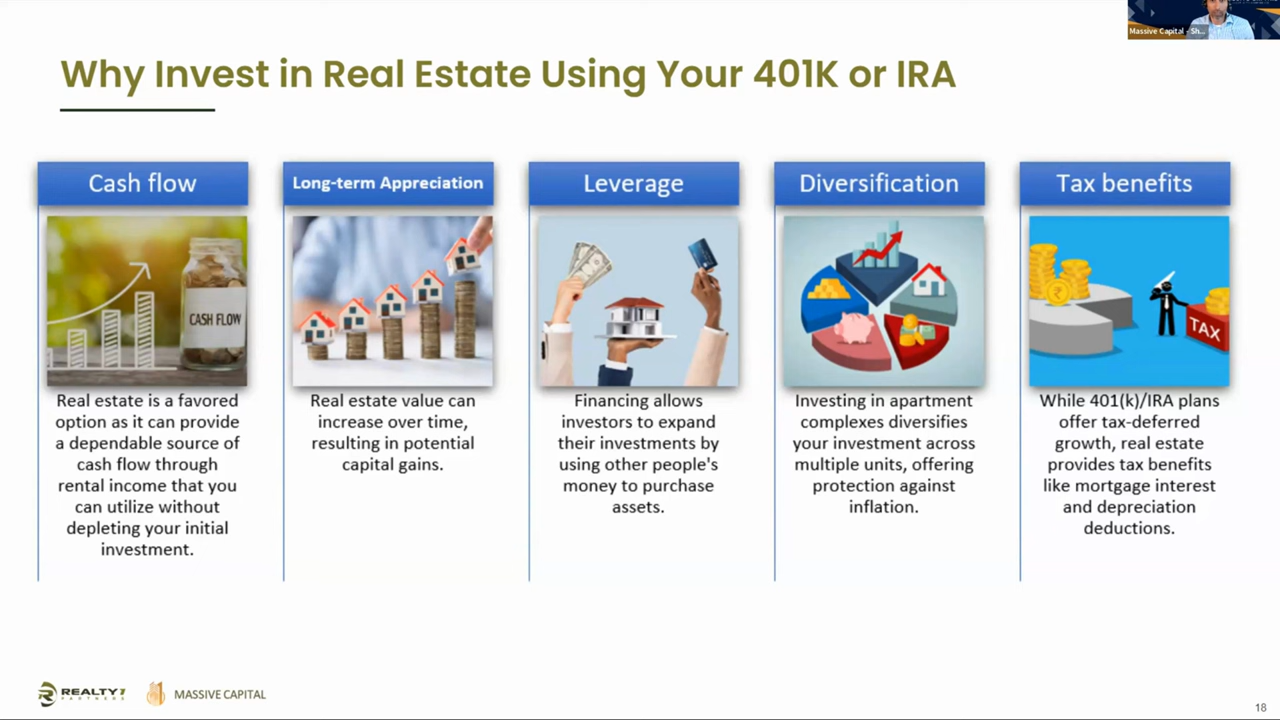 Massive Capital - Sh...
Why Invest in Real Estate Using Your 401K or IRA
Cash flow
CASH FLOW
Real estate is a favored
option as it can provide
a dependable source of
cash flow through
rental income that you
can utilize without
depleting your initial
investment.
Long-term Appreciation
Real estate value can
increase over time,
resulting in potential
capital gains.
Leverage
Financing allows
investors to expand
their investments by
using other people's
money to purchase
assets.
Diversification
Investing in apartment
complexes diversifies
your investment across
multiple units, offering
protection against
inflation.
Tax benefits
₹
TAX
While 401(k)/IRA plans
offer tax-deferred
growth, real estate
provides tax benefits
like mortgage interest
and depreciation
deductions.
REALTY1
PARTNERS
MASSIVE CAPITAL
18